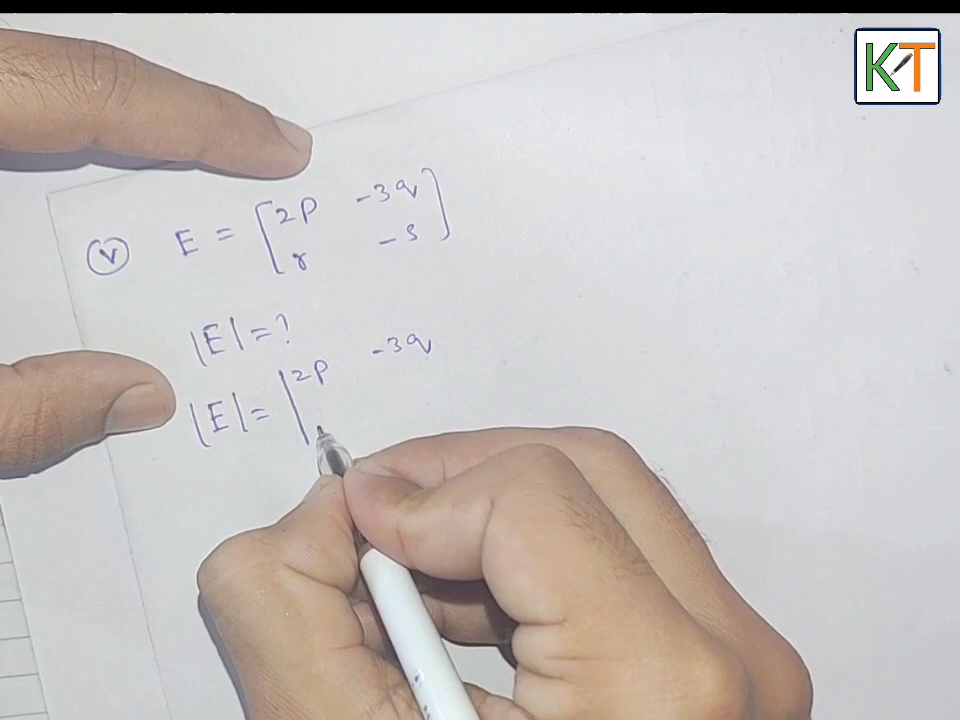 KT
(v) E = [2p -3q
r -s]
|E| = ?
|E| = |2p -3q